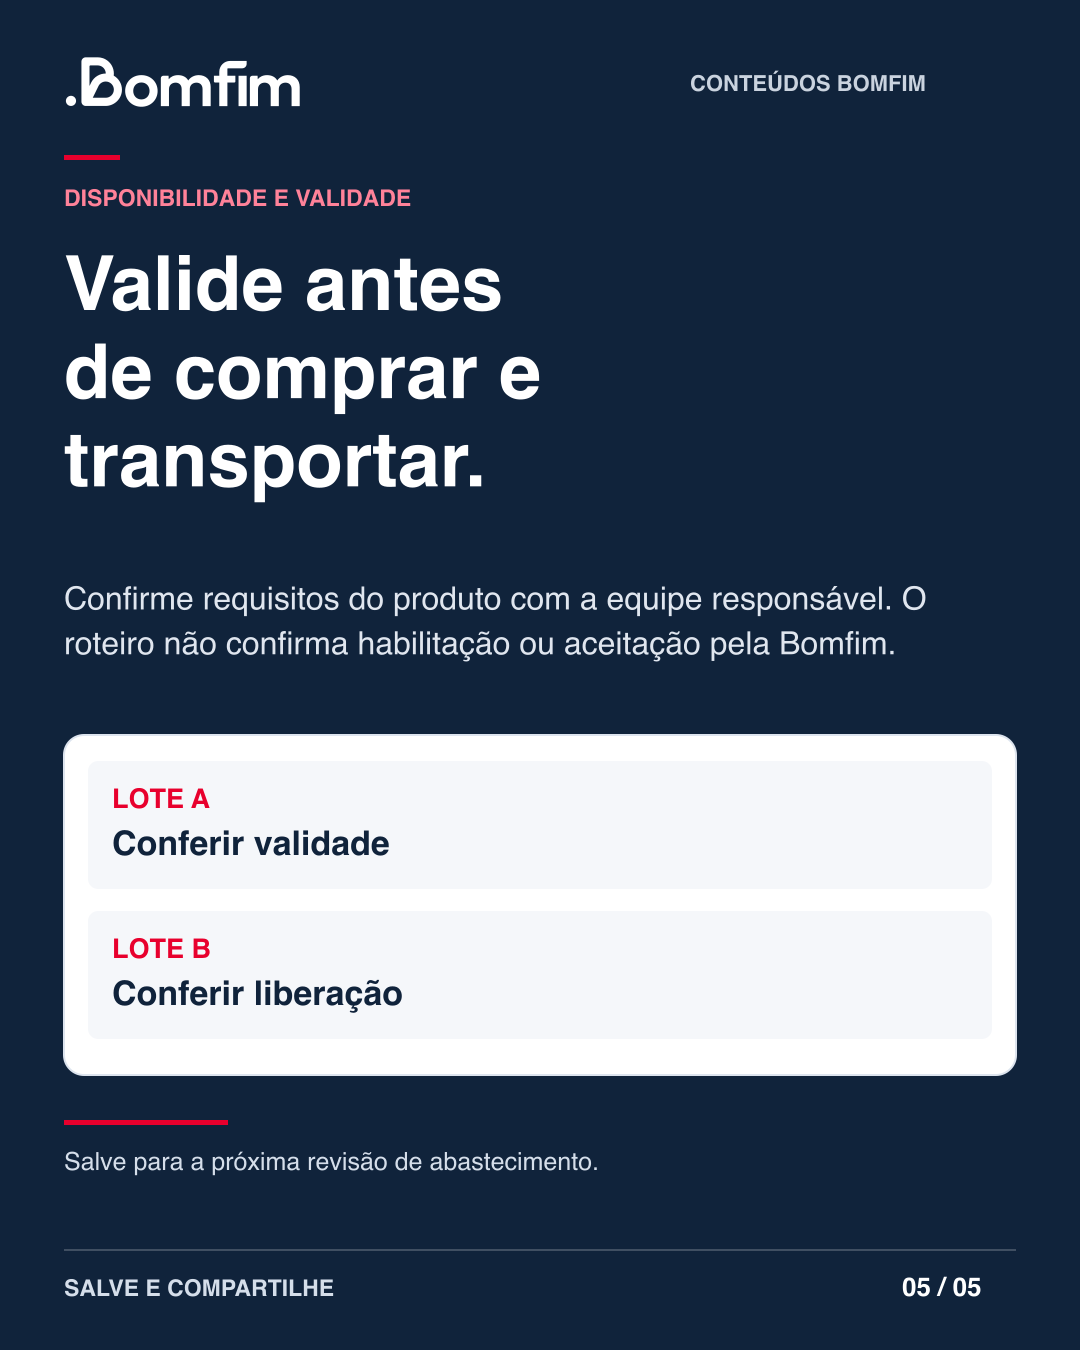 .Bomfim
CONTEÚDOS BOMFIM
DISPONIBILIDADE E VALIDADE
Valide antes
de comprar e
transportar.
Confirme requisitos do produto com a equipe responsável. O
roteiro não confirma habilitação ou aceitação pela Bomfim.
LOTE A
Conferir validade
LOTE B
Conferir liberação
Salve para a próxima revisão de abastecimento.
SALVE E COMPARTILHE
05 / 05